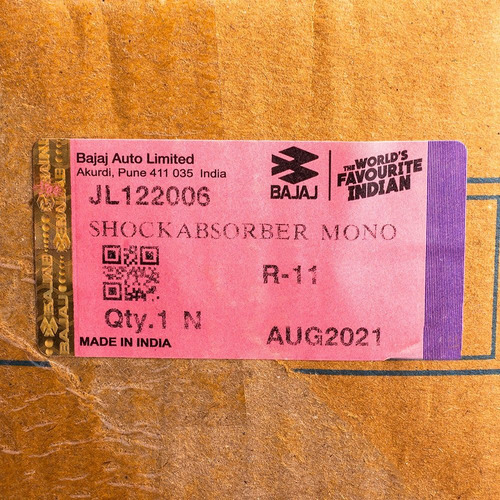 Bajaj Auto Limited
Akurdi, Pune 411 035 India
BAJAJ
THE WORLD'S
FAVOURITE
INDIAN
JL122006
SHOCKABSORBER MONO
R-11
Qty.1 N
AUG2021
MADE IN INDIA
BAJAJ